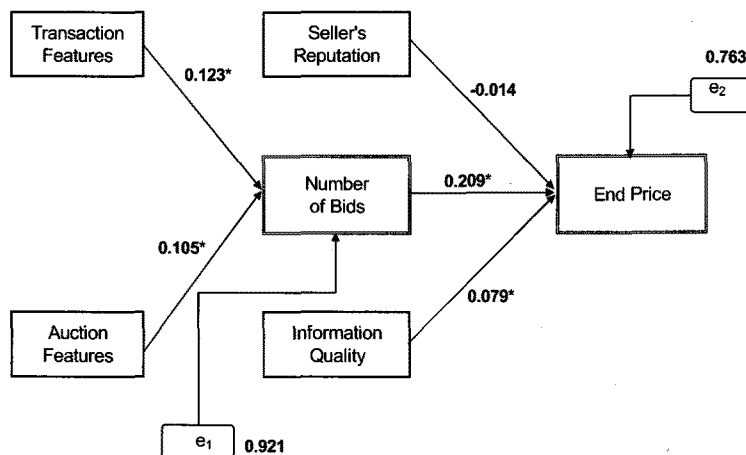 Transaction
Features
Seller's
Reputation
0.763
0.123*
-0.014
e2
Number
of Bids
0.209*
End Price
0.105*
0.079*
Auction
Features
Information
Quality
e1
0.921